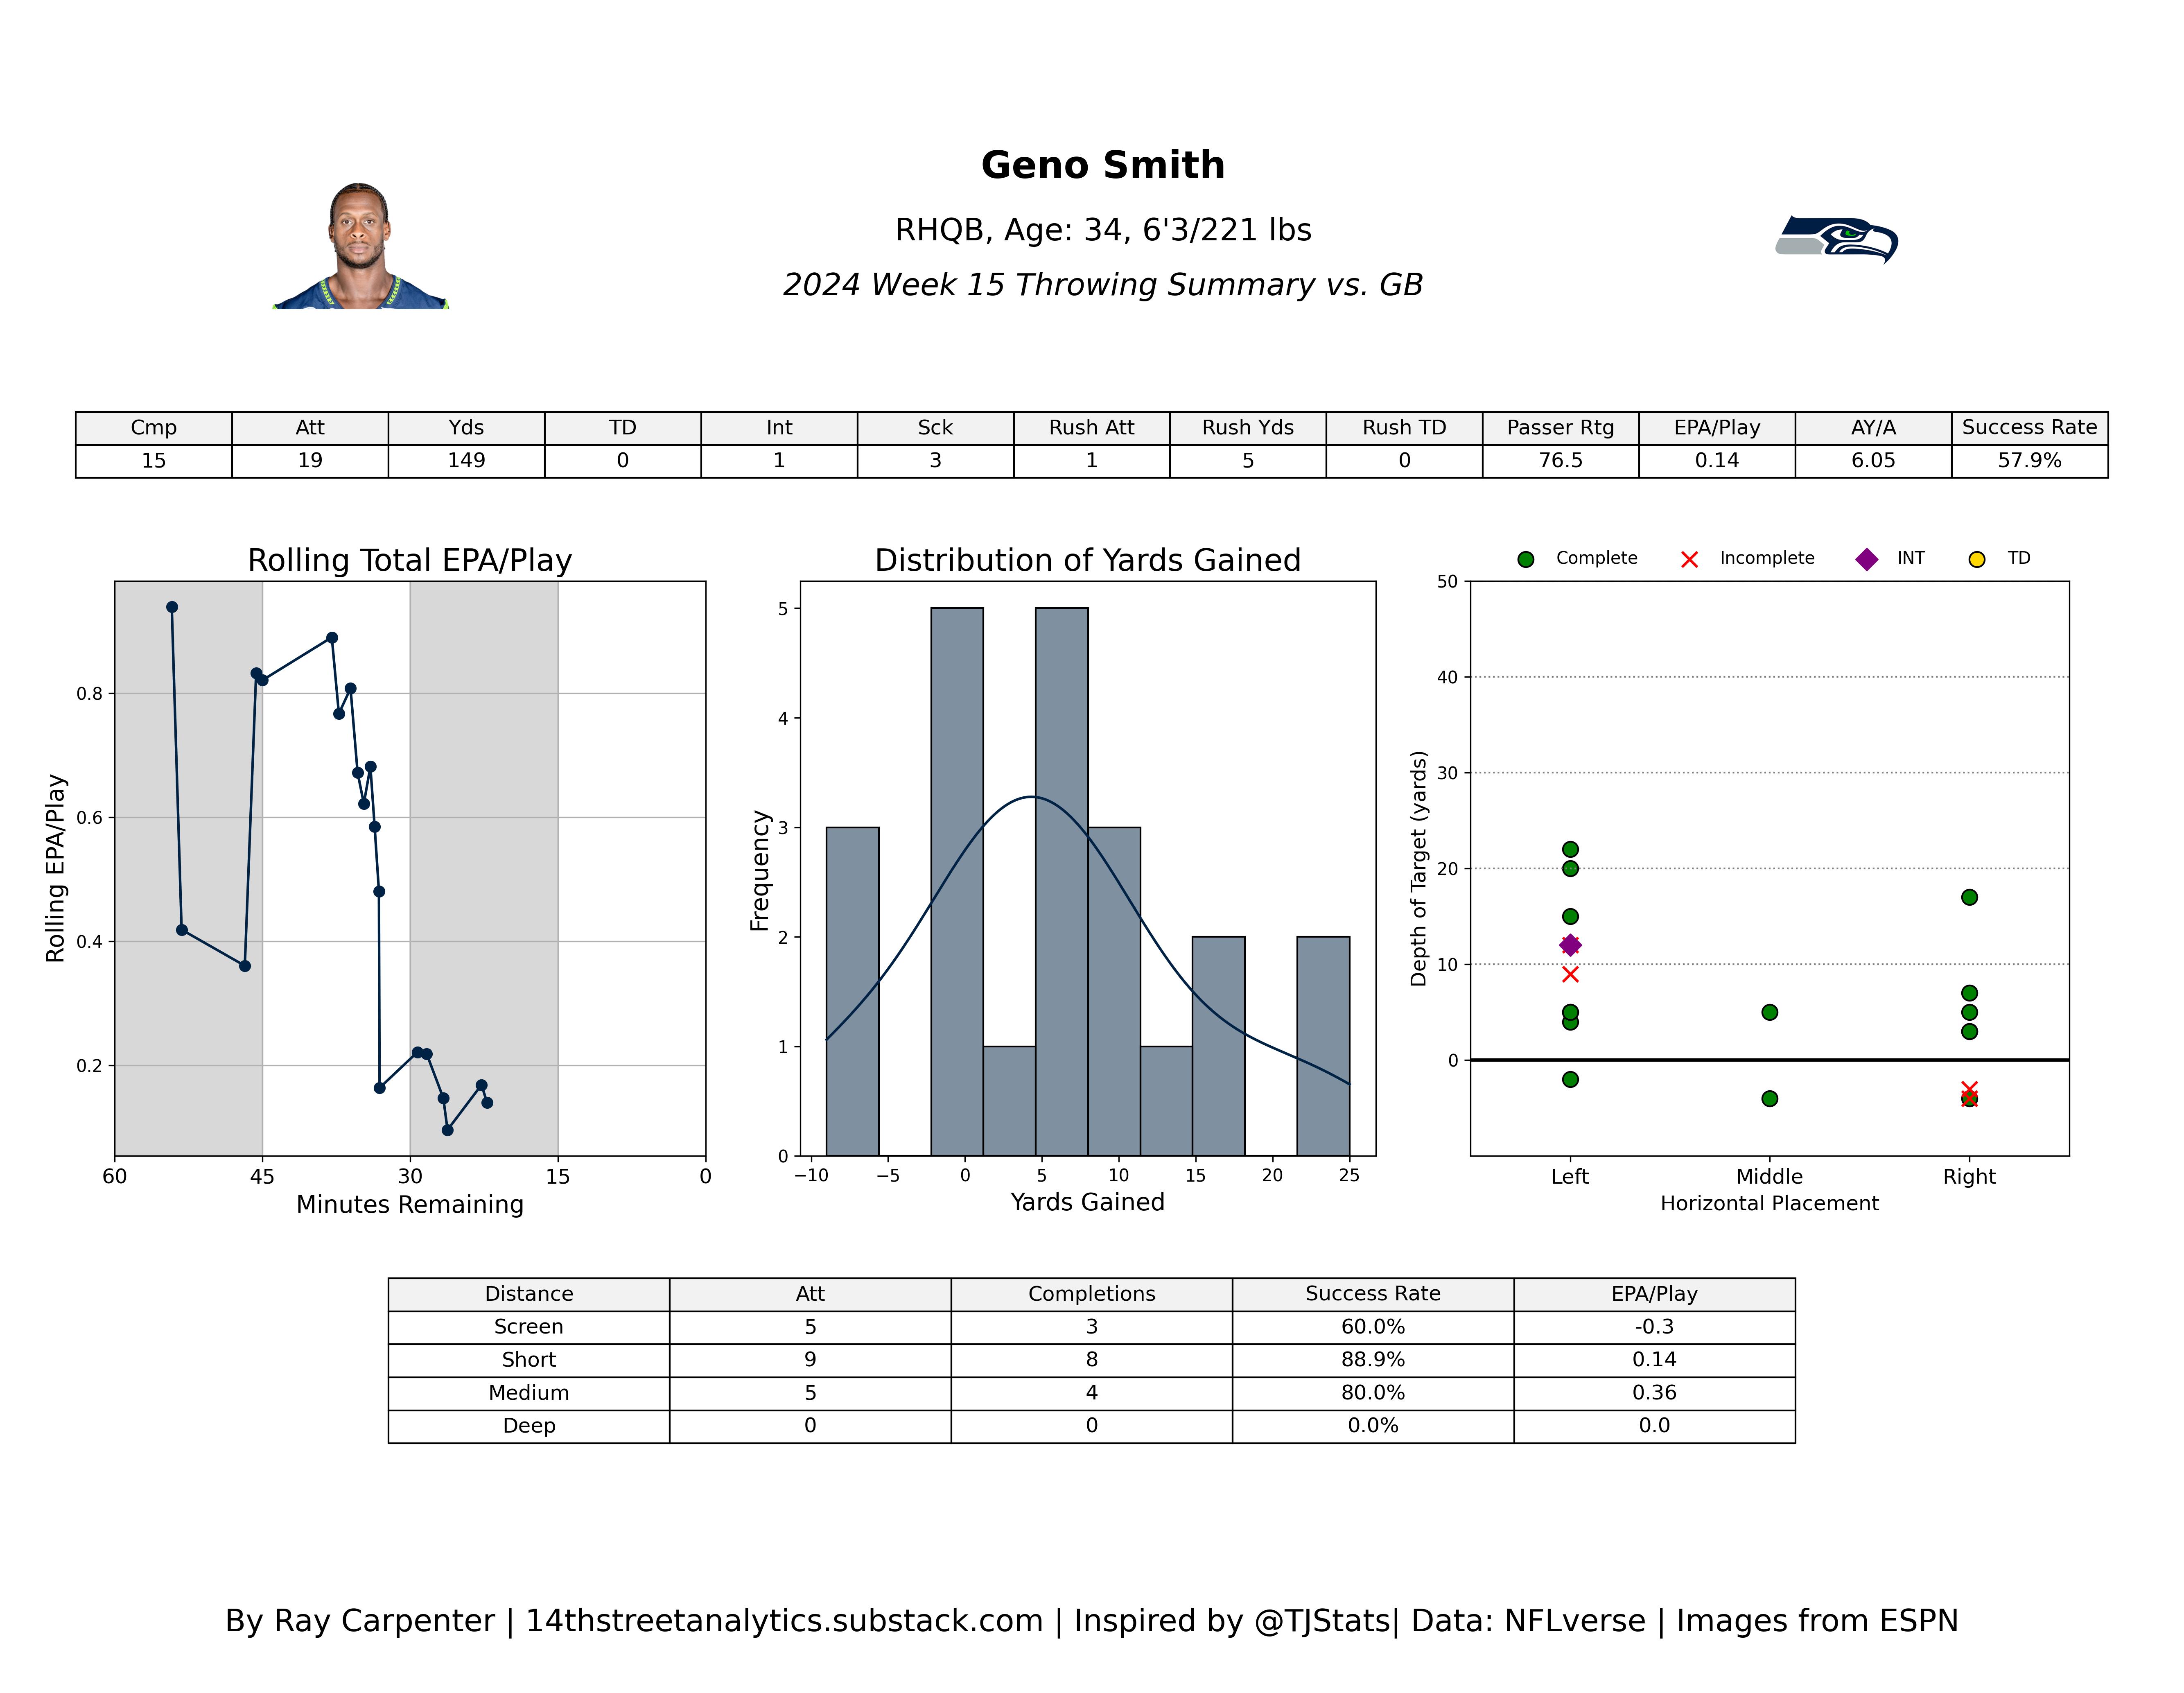 Geno Smith
RHQB, Age: 34, 6'3/221 lbs
2024 Week 15 Throwing Summary vs. GB
Cmp Att Yds TD Int Sck Rush Att Rush Yds Rush TD Passer Rtg EPA/Play AY/A Success Rate
15 19 149 0 1 3 1 5 0 76.5 0.14 6.05 57.9%
Rolling Total EPA/Play
0.8
0.6
0.4
0.2
Rolling EPA/Play
60 45 30 15 0
Minutes Remaining
Distribution of Yards Gained
5
4
3
2
1
0
Frequency
−10 −5 0 5 10 15 20 25
Yards Gained
Complete Incomplete INT TD
50
40
30
20
10
0
Depth of Target (yards)
Left Middle Right
Horizontal Placement
Distance Att Completions Success Rate EPA/Play
Screen 5 3 60.0% -0.3
Short 9 8 88.9% 0.14
Medium 5 4 80.0% 0.36
Deep 0 0 0.0% 0.0
By Ray Carpenter | 14thstreetanalytics.substack.com | Inspired by @TJStats| Data: NFLverse | Images from ESPN